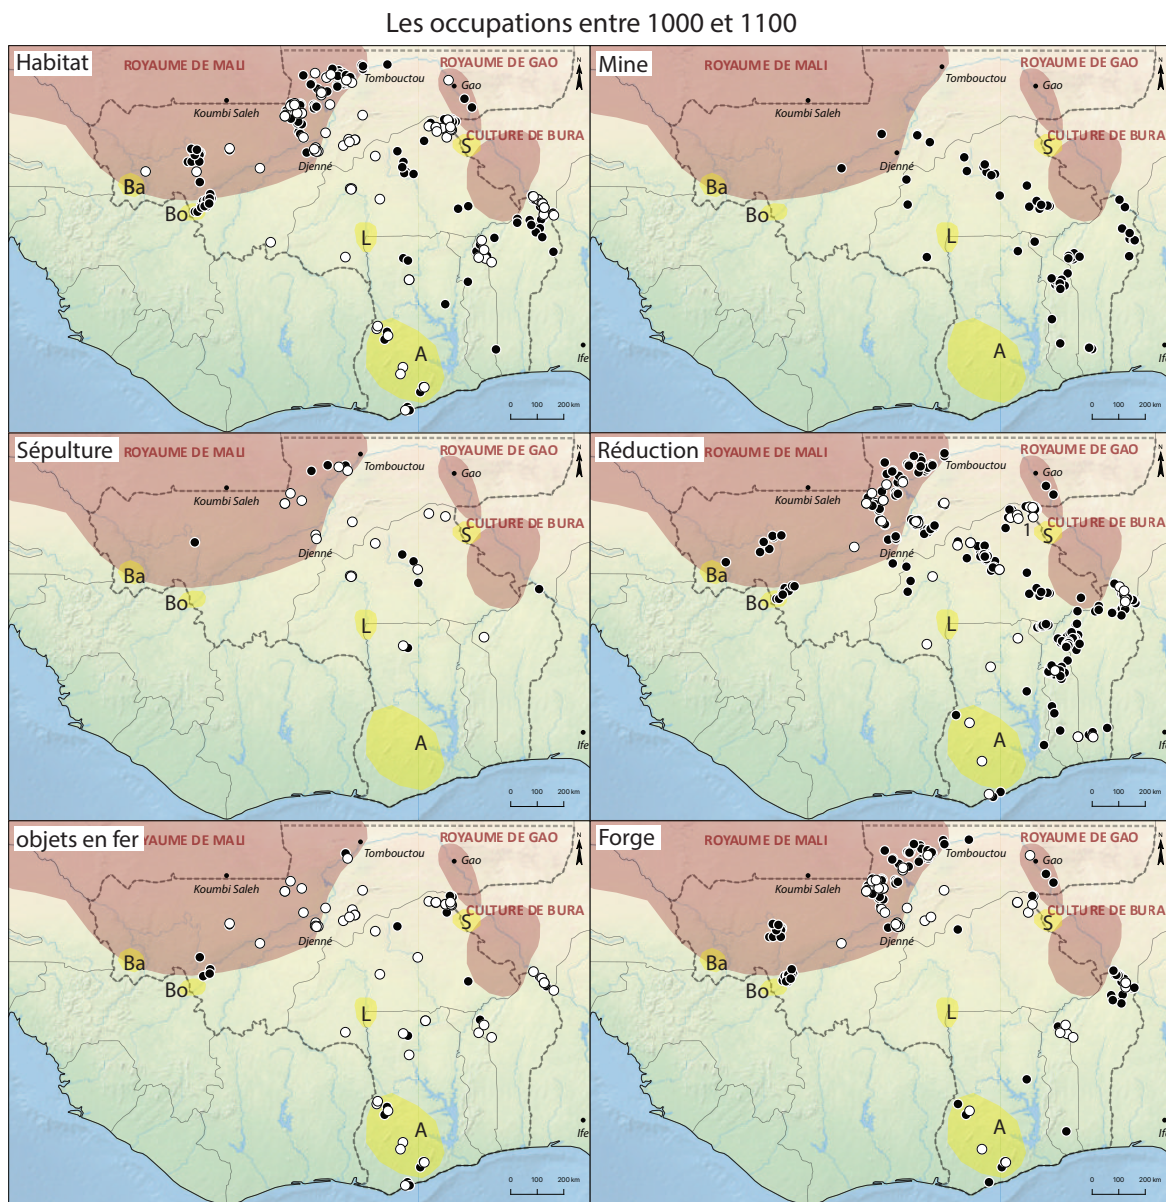 Les occupations entre 1000 et 1100
Habitat
ROYAUME DE MALI
ROYAUME DE GAO
Tombouctou
Gao
Koumbi Saleh
CULTURE DE BURA
S
Djenné
Ba
Bo
L
A
Ife
N
0 100 200 km
Mine
ROYAUME DE MALI
ROYAUME DE GAO
Tombouctou
Gao
Koumbi Saleh
CULTURE DE BURA
S
Djenné
Ba
Bo
L
A
Ife
N
0 100 200 km
Sépulture
ROYAUME DE MALI
ROYAUME DE GAO
Tombouctou
Gao
Koumbi Saleh
CULTURE DE BURA
S
Djenné
Ba
Bo
L
A
Ife
N
0 100 200 km
Réduction
ROYAUME DE MALI
ROYAUME DE GAO
Tombouctou
Gao
Koumbi Saleh
CULTURE DE BURA
1
S
Djenné
Ba
Bo
L
A
Ife
N
0 100 200 km
objets en fer
YAUME DE MALI
ROYAUME DE GAO
Tombouctou
Gao
Koumbi Saleh
CULTURE DE BURA
S
Djenné
Ba
Bo
L
A
Ife
N
0 100 200 km
Forge
ROYAUME DE MALI
ROYAUME DE GAO
Tombouctou
Gao
Koumbi Saleh
CULTURE DE BURA
S
Djenné
Ba
Bo
L
A
Ife
N
0 100 200 km